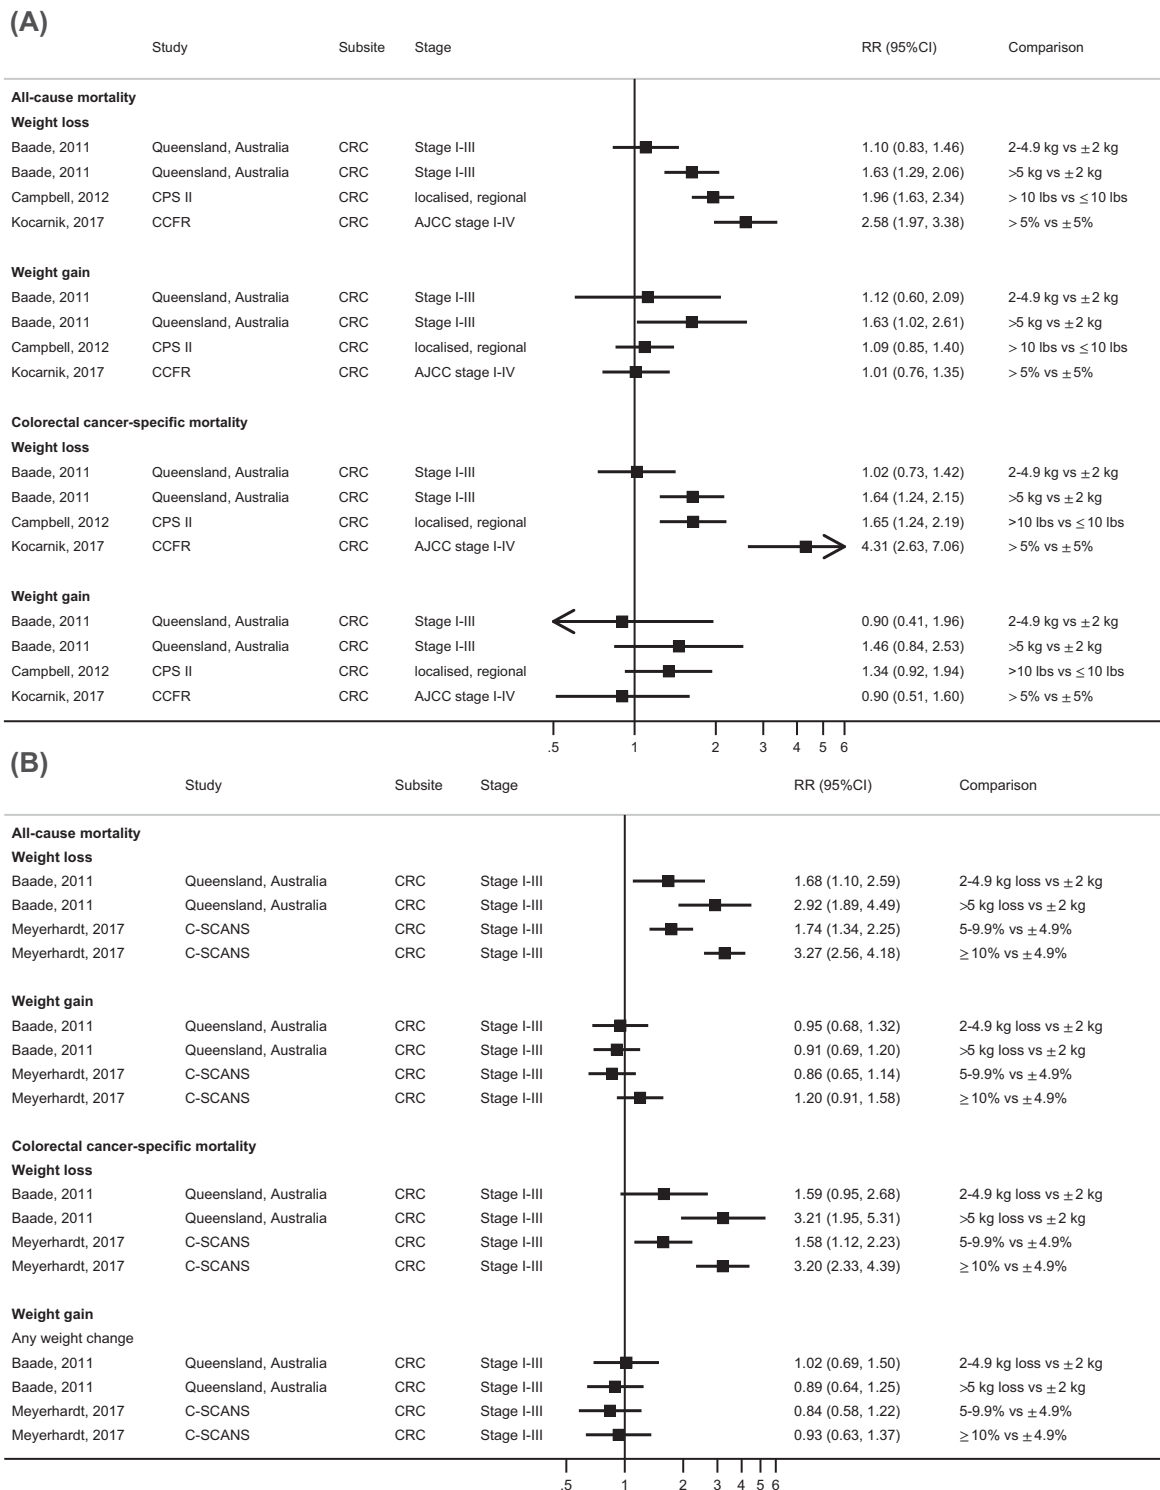 (A)
Study Subsite Stage RR (95%CI) Comparison
All-cause mortality
Weight loss
Baade, 2011 Queensland, Australia CRC Stage I-III 1.10 (0.83, 1.46) 2-4.9 kg vs ±2 kg
Baade, 2011 Queensland, Australia CRC Stage I-III 1.63 (1.29, 2.06) >5 kg vs ±2 kg
Campbell, 2012 CPS II CRC localised, regional 1.96 (1.63, 2.34) >10 lbs vs ≤10 lbs
Kocarnik, 2017 CCFR CRC AJCC stage I-IV 2.58 (1.97, 3.38) >5% vs ±5%
Weight gain
Baade, 2011 Queensland, Australia CRC Stage I-III 1.12 (0.60, 2.09) 2-4.9 kg vs ±2 kg
Baade, 2011 Queensland, Australia CRC Stage I-III 1.63 (1.02, 2.61) >5 kg vs ±2 kg
Campbell, 2012 CPS II CRC localised, regional 1.09 (0.85, 1.40) >10 lbs vs ≤10 lbs
Kocarnik, 2017 CCFR CRC AJCC stage I-IV 1.01 (0.76, 1.35) >5% vs ±5%
Colorectal cancer-specific mortality
Weight loss
Baade, 2011 Queensland, Australia CRC Stage I-III 1.02 (0.73, 1.42) 2-4.9 kg vs ±2 kg
Baade, 2011 Queensland, Australia CRC Stage I-III 1.64 (1.24, 2.15) >5 kg vs ±2 kg
Campbell, 2012 CPS II CRC localised, regional 1.65 (1.24, 2.19) >10 lbs vs ≤10 lbs
Kocarnik, 2017 CCFR CRC AJCC stage I-IV 4.31 (2.63, 7.06) >5% vs ±5%
Weight gain
Baade, 2011 Queensland, Australia CRC Stage I-III 0.90 (0.41, 1.96) 2-4.9 kg vs ±2 kg
Baade, 2011 Queensland, Australia CRC Stage I-III 1.46 (0.84, 2.53) >5 kg vs ±2 kg
Campbell, 2012 CPS II CRC localised, regional 1.34 (0.92, 1.94) >10 lbs vs ≤10 lbs
Kocarnik, 2017 CCFR CRC AJCC stage I-IV 0.90 (0.51, 1.60) >5% vs ±5%
.5 1 2 3 4 5 6
(B)
Study Subsite Stage RR (95%CI) Comparison
All-cause mortality
Weight loss
Baade, 2011 Queensland, Australia CRC Stage I-III 1.68 (1.10, 2.59) 2-4.9 kg loss vs ±2 kg
Baade, 2011 Queensland, Australia CRC Stage I-III 2.92 (1.89, 4.49) >5 kg loss vs ±2 kg
Meyerhardt, 2017 C-SCANS CRC Stage I-III 1.74 (1.34, 2.25) 5-9.9% vs ±4.9%
Meyerhardt, 2017 C-SCANS CRC Stage I-III 3.27 (2.56, 4.18) ≥10% vs ±4.9%
Weight gain
Baade, 2011 Queensland, Australia CRC Stage I-III 0.95 (0.68, 1.32) 2-4.9 kg loss vs ±2 kg
Baade, 2011 Queensland, Australia CRC Stage I-III 0.91 (0.69, 1.20) >5 kg loss vs ±2 kg
Meyerhardt, 2017 C-SCANS CRC Stage I-III 0.86 (0.65, 1.14) 5-9.9% vs ±4.9%
Meyerhardt, 2017 C-SCANS CRC Stage I-III 1.20 (0.91, 1.58) ≥10% vs ±4.9%
Colorectal cancer-specific mortality
Weight loss
Baade, 2011 Queensland, Australia CRC Stage I-III 1.59 (0.95, 2.68) 2-4.9 kg loss vs ±2 kg
Baade, 2011 Queensland, Australia CRC Stage I-III 3.21 (1.95, 5.31) >5 kg loss vs ±2 kg
Meyerhardt, 2017 C-SCANS CRC Stage I-III 1.58 (1.12, 2.23) 5-9.9% vs ±4.9%
Meyerhardt, 2017 C-SCANS CRC Stage I-III 3.20 (2.33, 4.39) ≥10% vs ±4.9%
Weight gain
Any weight change
Baade, 2011 Queensland, Australia CRC Stage I-III 1.02 (0.69, 1.50) 2-4.9 kg loss vs ±2 kg
Baade, 2011 Queensland, Australia CRC Stage I-III 0.89 (0.64, 1.25) >5 kg loss vs ±2 kg
Meyerhardt, 2017 C-SCANS CRC Stage I-III 0.84 (0.58, 1.22) 5-9.9% vs ±4.9%
Meyerhardt, 2017 C-SCANS CRC Stage I-III 0.93 (0.63, 1.37) ≥10% vs ±4.9%
.5 1 2 3 4 5 6